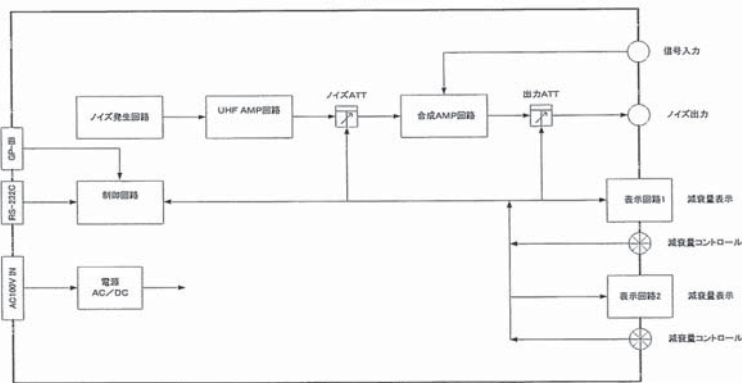 信号入力
ノイズATT
出力ATT
ノイズ発生回路
UHF AMP回路
合成AMP回路
ノイズ出力
GP-IB
RS-222C
制御回路
表示回路1
減衰量表示
減衰量コントロール
AC100V IN
電源
AC/DC
表示回路2
減衰量表示
減衰量コントロール